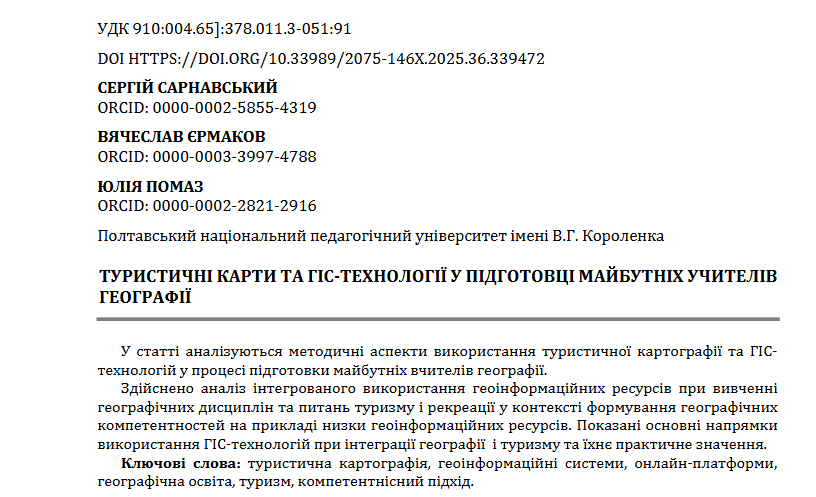 УДК 910:004.65]:378.011.3-051:91
DOI HTTPS://DOI.ORG/10.33989/2075-146X.2025.36.339472
СЕРГІЙ САРНАВСЬКИЙ
ORCID: 0000-0002-5855-4319
ВЯЧЕСЛАВ ЄРМАКОВ
ORCID: 0000-0003-3997-4788
ЮЛІЯ ПОМАЗ
ORCID: 0000-0002-2821-2916
Полтавський національний педагогічний університет імені В.Г. Короленка
ТУРИСТИЧНІ КАРТИ ТА ГІС-ТЕХНОЛОГІЇ У ПІДГОТОВЦІ МАЙБУТНІХ УЧИТЕЛІВ
ГЕОГРАФІЇ
У статті аналізуються методичні аспекти використання туристичної картографії та ГІС-
технологій у процесі підготовки майбутніх вчителів географії.
Здійснено аналіз інтегрованого використання геоінформаційних ресурсів при вивченні
географічних дисциплін та питань туризму і рекреації у контексті формування географічних
компетентностей на прикладі низки геоінформаційних ресурсів. Показані основні напрямки
використання ГІС-технологій при інтеграції географії і туризму та їхнє практичне значення.
Ключові слова: туристична картографія, геоінформаційні системи, онлайн-платформи,
географічна освіта, туризм, компетентнісний підхід.